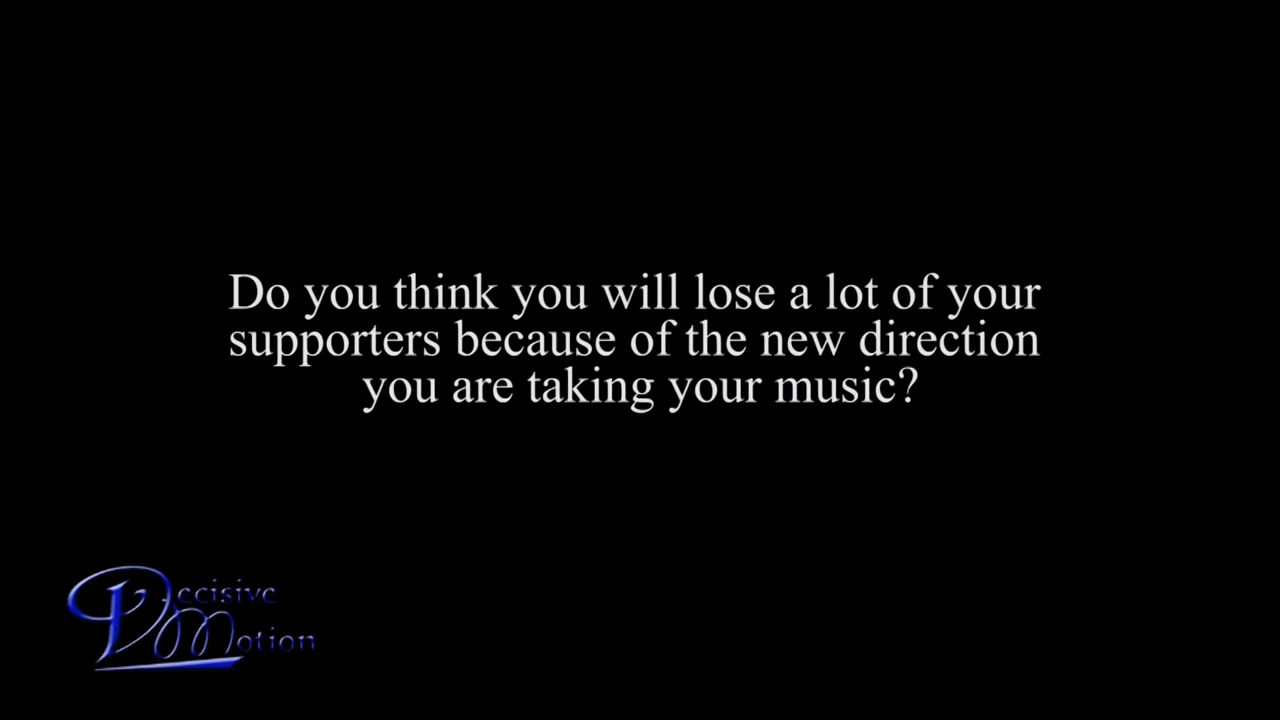 Do you think you will lose a lot of your
supporters because of the new direction
you are taking your music?
Decisive
Motion